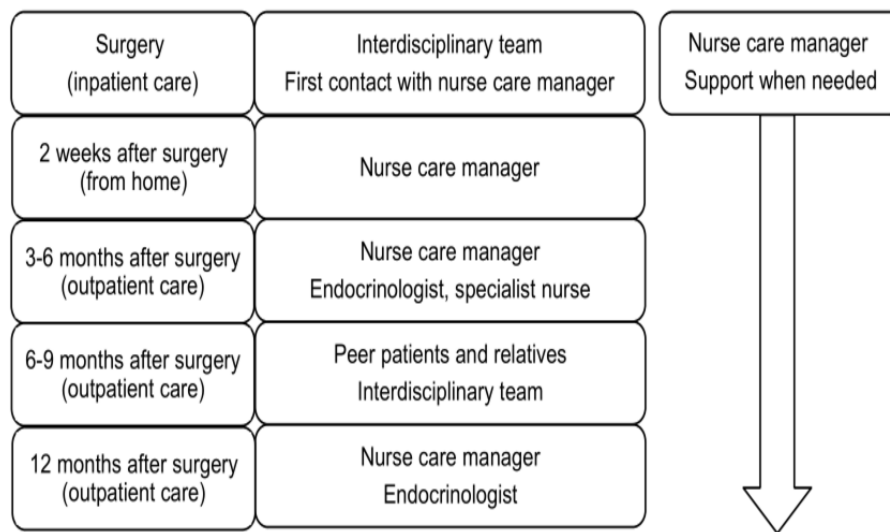 Surgery
(inpatient care)
Interdisciplinary team
First contact with nurse care manager
Nurse care manager
Support when needed
2 weeks after surgery
(from home)
Nurse care manager
3-6 months after surgery
(outpatient care)
Nurse care manager
Endocrinologist, specialist nurse
6-9 months after surgery
(outpatient care)
Peer patients and relatives
Interdisciplinary team
12 months after surgery
(outpatient care)
Nurse care manager
Endocrinologist